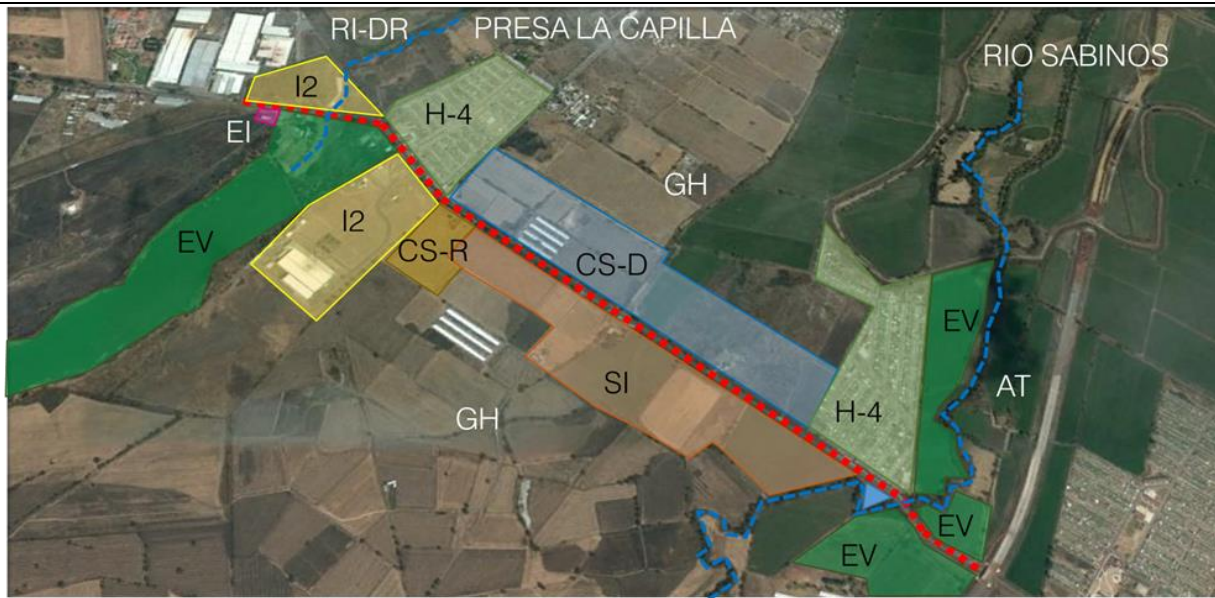 RI-DR
PRESA LA CAPILLA
RIO SABINOS
I2
H-4
EI
GH
I2
EV
CS-R
CS-D
EV
SI
AT
GH
H-4
EV
EV